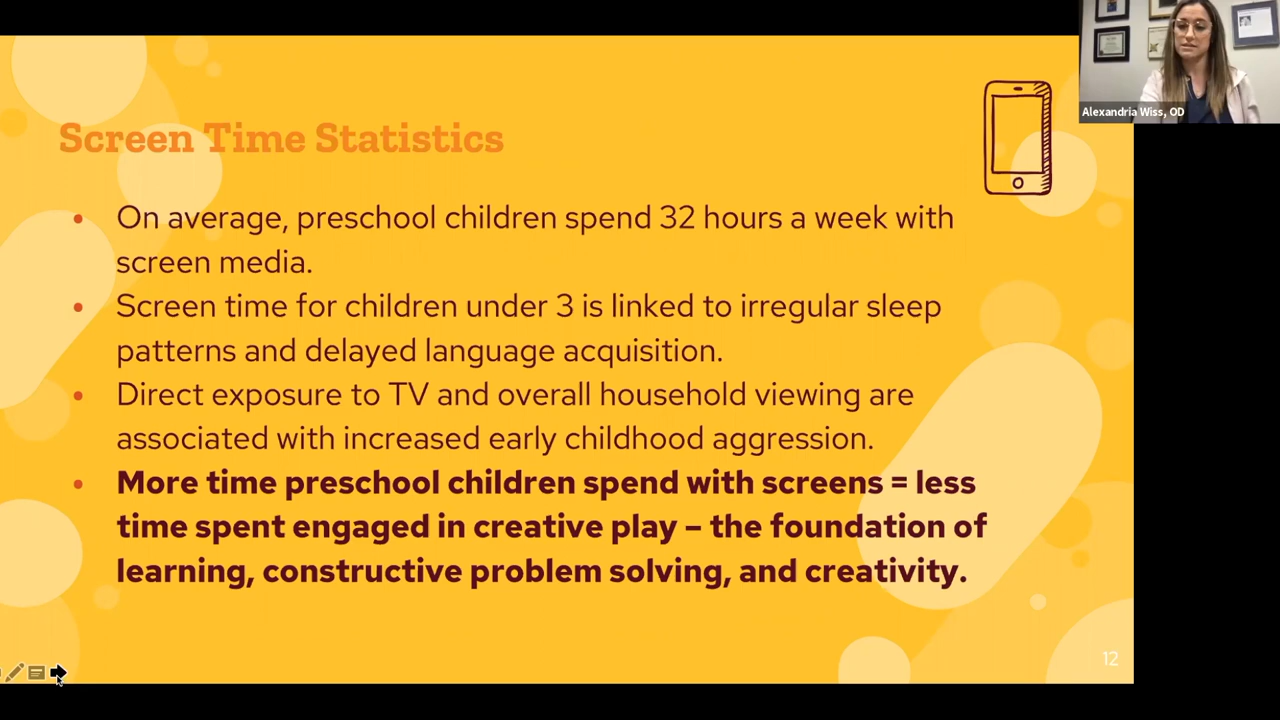 Alexandria Wiss, OD
Screen Time Statistics
• On average, preschool children spend 32 hours a week with
screen media.
• Screen time for children under 3 is linked to irregular sleep
patterns and delayed language acquisition.
• Direct exposure to TV and overall household viewing are
associated with increased early childhood aggression.
• More time preschool children spend with screens = less
time spent engaged in creative play – the foundation of
learning, constructive problem solving, and creativity.
12